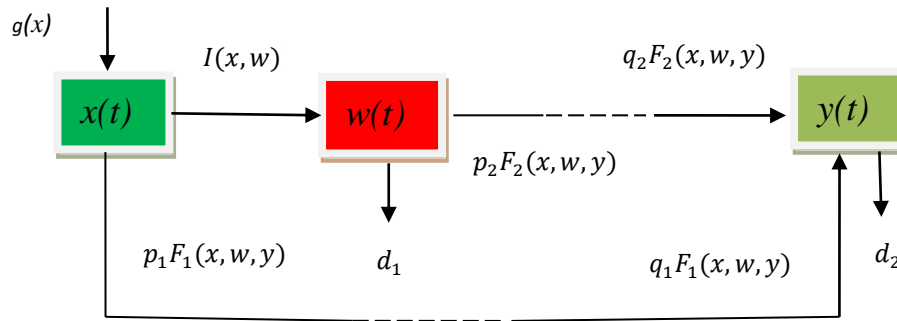 g(x)
I(x, w)
q₂F₂(x, w, y)
x(t)
w(t)
y(t)
p₂F₂(x, w, y)
p₁F₁(x, w, y)
d₁
q₁F₁(x, w, y)
d₂